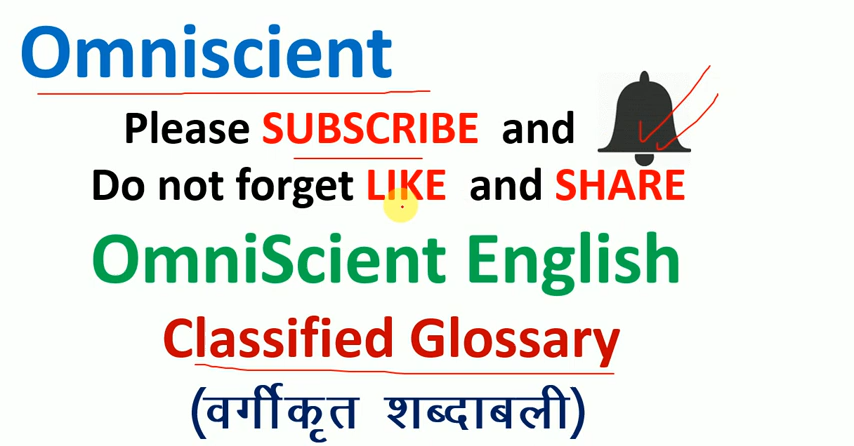 Omniscient
Please SUBSCRIBE and
Do not forget LIKE and SHARE
OmniScient English
Classified Glossary
(वर्गीकृत शब्दाबली)